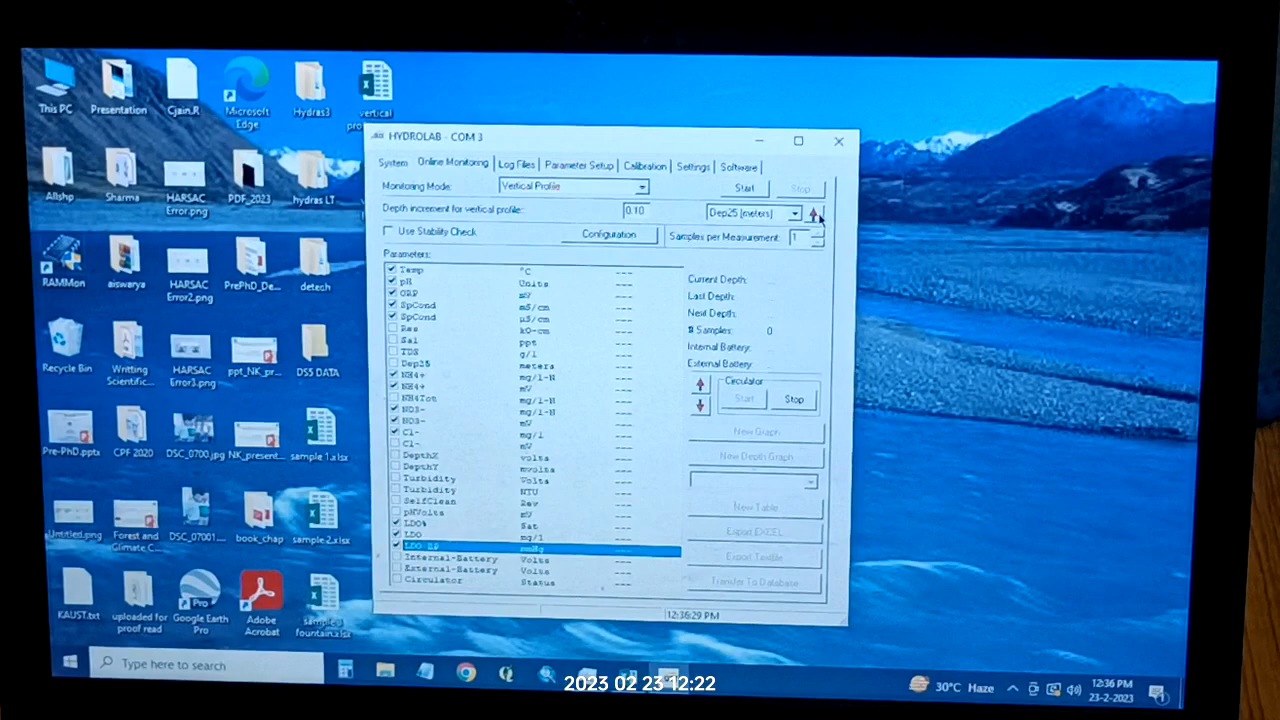 This PC
Presentation
Cjain.R
Microsoft Edge
Hydras3
vertical
Allshp
Sharma
HARSAC Error.png
PDF_2023
hydras LT
RAMMon
aiswarya
HARSAC Error2.png
PrePhD_De...
detech
Recycle Bin
Writting Scientific...
HARSAC Error3.png
ppt_NK_pr...
DS5 DATA
Pre-PhD.pptx
CPF 2020
DSC_0700.jpg
NK_present...
sample 1.xlsx
Untitled.png
Forest and Climate C...
DSC_07001...
book_chap
sample-2.xlsx
KAUST.txt
uploaded for proof read
Google Earth Pro
Adobe Acrobat
fountain.xlsx
HYDROLAB - COM 3
System Online Monitoring Log Files Parameter Setup Calibration Settings Software
Monitoring Mode: Vertical Profile Start Stop
Depth increment for vertical profile: 0.10 Dep25 [meters]
Use Stability Check Configuration Samples per Measurement: 1
Parameters:
Temp °C ---
pH Units ---
ORP mV ---
SpCond mS/cm ---
SpCond µS/cm ---
Res kO-cm ---
Sal ppt ---
TDS g/l ---
Dep25 meters ---
NH4+ mg/l-N ---
NH4+ mV ---
NH4Tot mg/l-N ---
NO3- mg/l-N ---
NO3- mV ---
Cl- mg/l ---
Cl- mV ---
DepthX volts ---
DepthY mvolts ---
Turbidity Volts ---
Turbidity NTU ---
SelfClean Rev ---
pHVolts mV ---
LDO% Sat ---
LDO mg/l ---
LDO BP mmHg ---
Internal-Battery Volts ---
External-Battery Volts ---
Circulator Status ---
Current Depth:
Last Depth:
Next Depth:
# Samples: 0
Internal Battery:
External Battery:
Circulator
Start Stop
New Graph
New Depth Graph
New Table
Export EXCEL
Export Textfile
Transfer To Database
12:36:29 PM
Type here to search
30°C Haze
12:36 PM
23-2-2023
1
2023 02 23 12:22